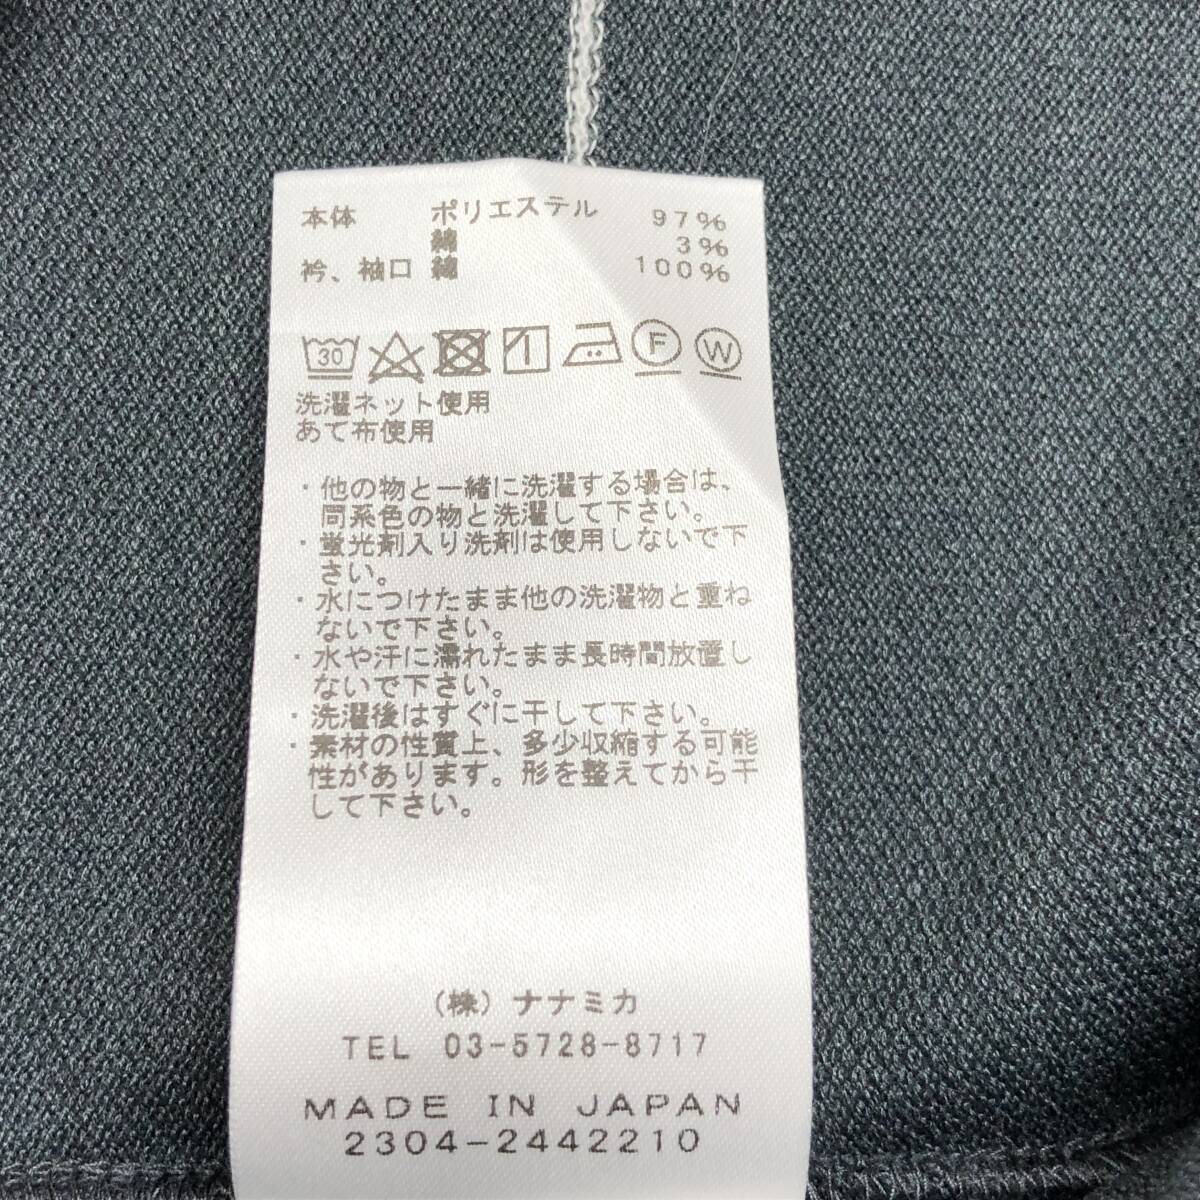 本体 ポリエステル 97%
綿 3%
衿、袖口 綿 100%
30 F W
洗濯ネット使用
あて布使用
・他の物と一緒に洗濯する場合は、
同系色の物と洗濯して下さい。
・蛍光剤入り洗剤は使用しないで下
さい。
・水につけたまま他の洗濯物と重ね
ないで下さい。
・水や汗に濡れたまま長時間放置し
ないで下さい。
・洗濯後はすぐに干して下さい。
・素材の性質上、多少収縮する可能
性があります。形を整えてから干
して下さい。
(株)ナナミカ
TEL 03-5728-8717
MADE IN JAPAN
2304-2442210